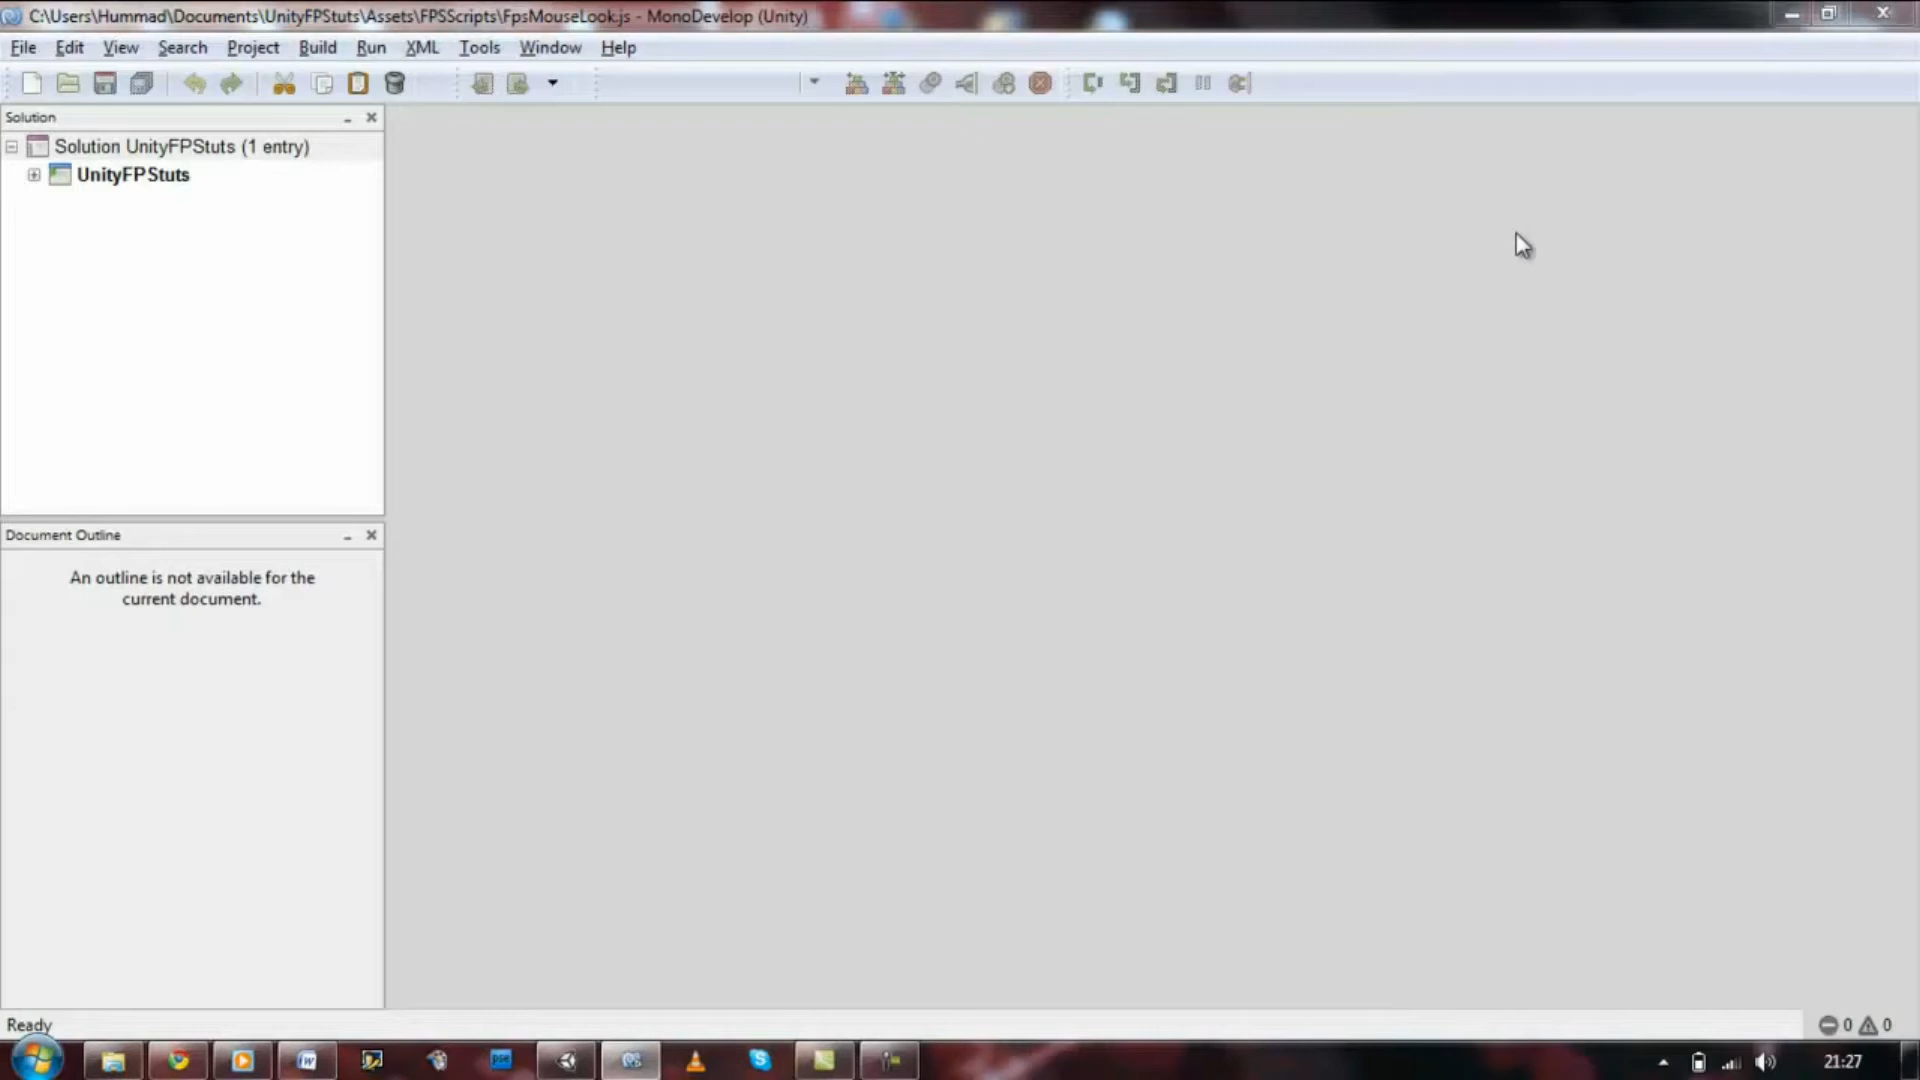 C:\Users\Hummad\Documents\UnityFPStuts\Assets\FPSScripts\FpsMouseLook.js - MonoDevelop (Unity)
File Edit View Search Project Build Run XML Tools Window Help
Solution
Solution UnityFPStuts (1 entry)
UnityFPStuts
Document Outline
An outline is not available for the
current document.
Ready
0 0
pse
21:27